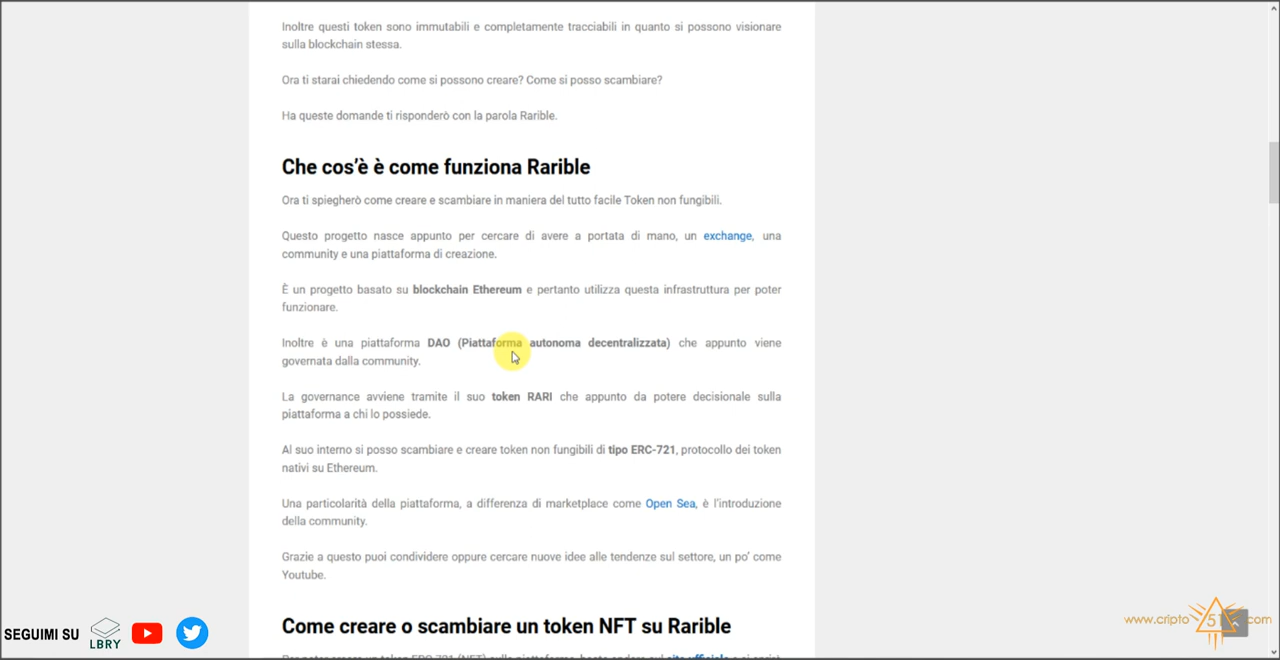 Inoltre questi token sono immutabili e completamente tracciabili in quanto si possono visionare
sulla blockchain stessa.
Ora ti starai chiedendo come si possono creare? Come si posso scambiare?
Ha queste domande ti risponderò con la parola Rarible.
Che cos’è è come funziona Rarible
Ora ti spiegherò come creare e scambiare in maniera del tutto facile Token non fungibili.
Questo progetto nasce appunto per cercare di avere a portata di mano, un exchange, una
community e una piattaforma di creazione.
È un progetto basato su blockchain Ethereum e pertanto utilizza questa infrastruttura per poter
funzionare.
Inoltre è una piattaforma DAO (Piattaforma autonoma decentralizzata) che appunto viene
governata dalla community.
La governance avviene tramite il suo token RARI che appunto da potere decisionale sulla
piattaforma a chi lo possiede.
Al suo interno si posso scambiare e creare token non fungibili di tipo ERC-721, protocollo dei token
nativi su Ethereum.
Una particolarità della piattaforma, a differenza di marketplace come Open Sea, è l’introduzione
della community.
Grazie a questo puoi condividere oppure cercare nuove idee alle tendenze sul settore, un po’ come
Youtube.
Come creare o scambiare un token NFT su Rarible
SEGUIMI SU
LBRY
www.cripto51.com